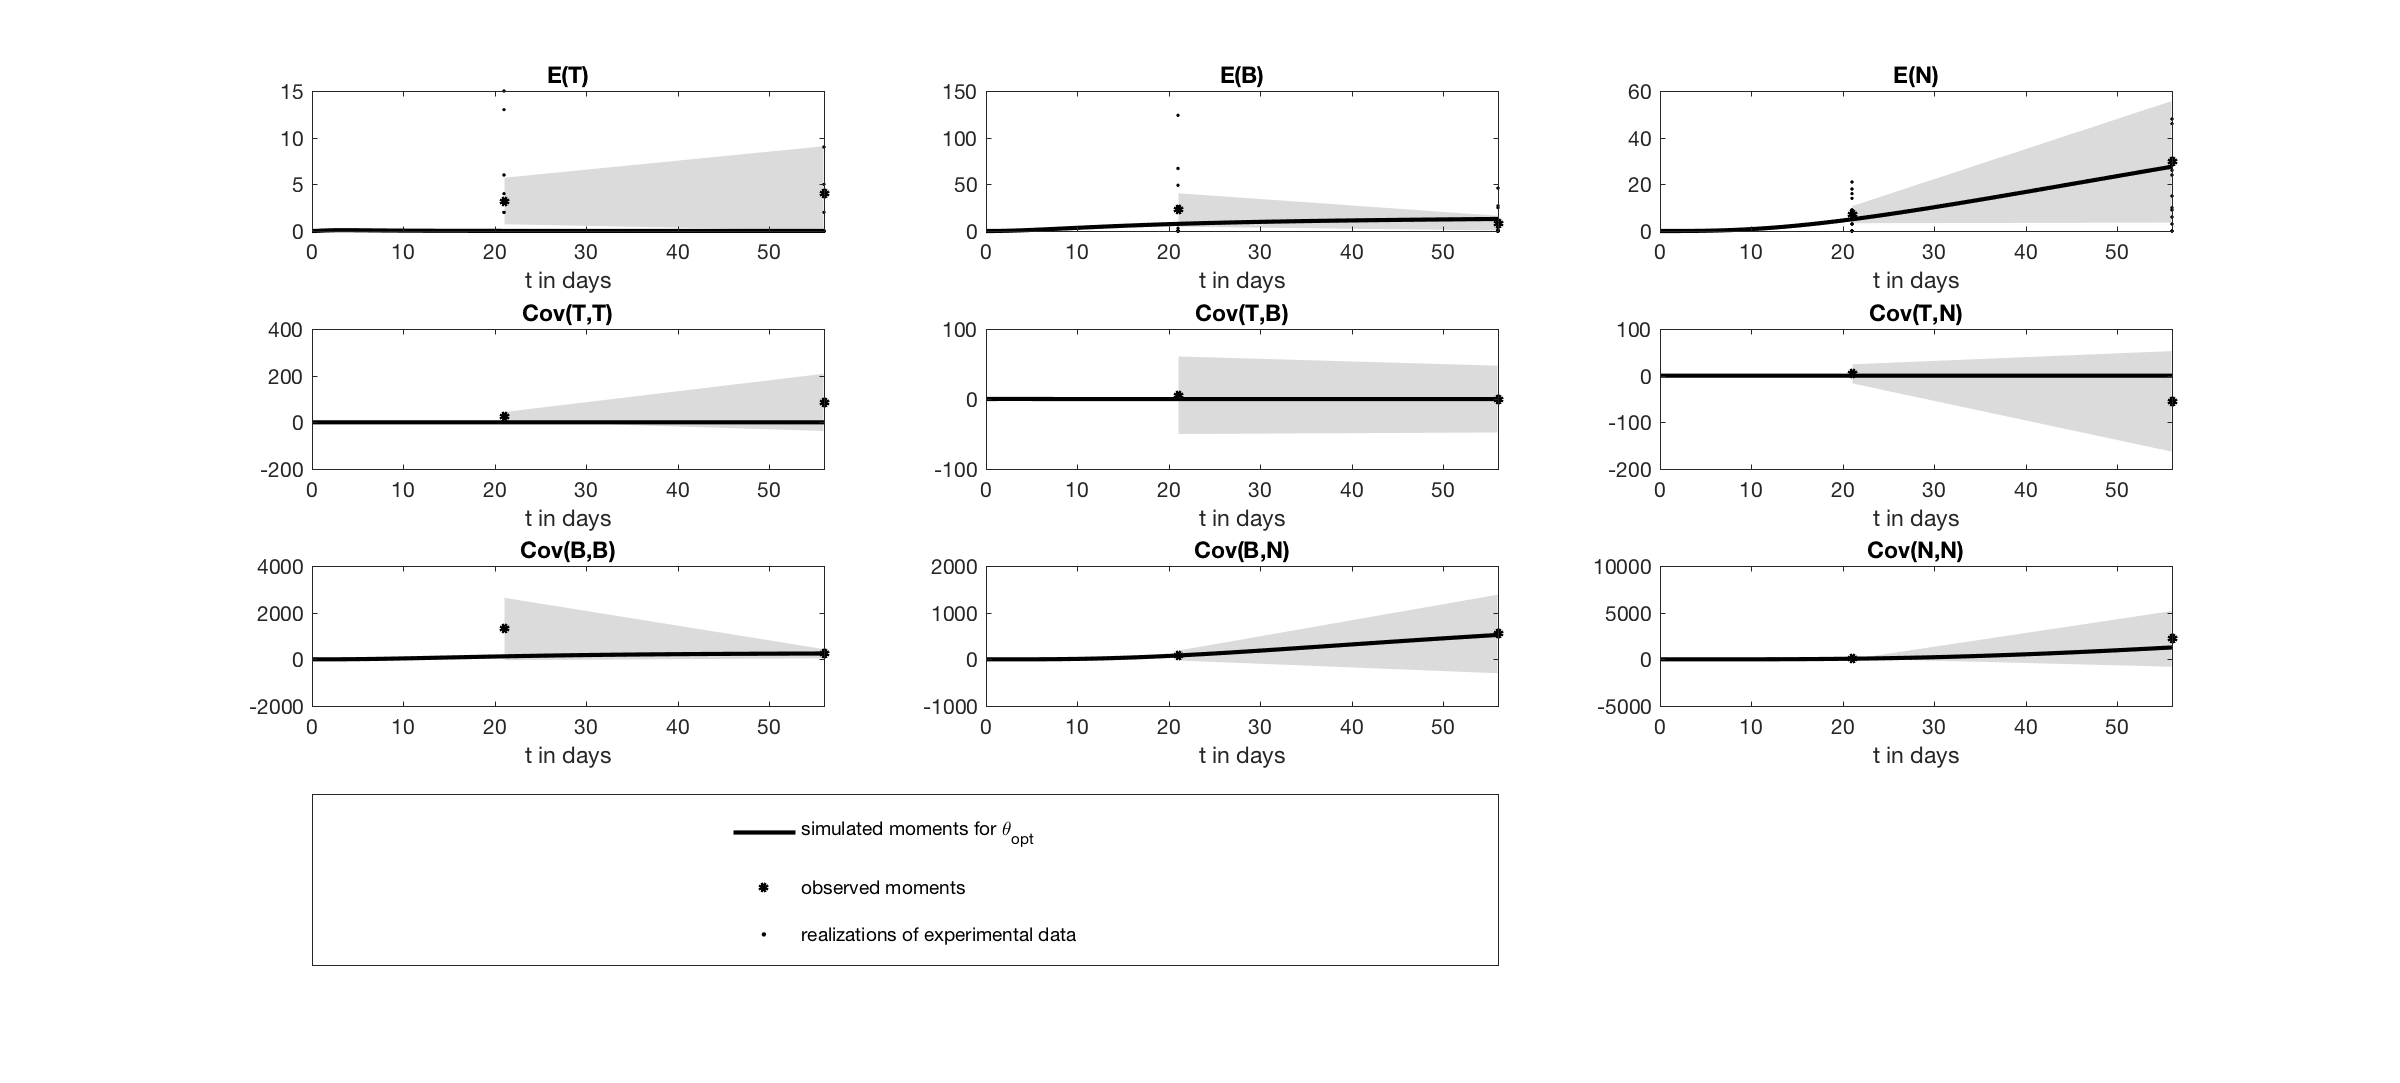 E(T) E(B) E(N)
15 150 60
10 100 40
5 50 20
0 0 0
0 10 20 30 40 50 0 10 20 30 40 50 0 10 20 30 40 50
t in days t in days t in days
Cov(T,T) Cov(T,B) Cov(T,N)
400 100 100
200 0 0
0 -100
-200 -100 -200
0 10 20 30 40 50 0 10 20 30 40 50 0 10 20 30 40 50
t in days t in days t in days
Cov(B,B) Cov(B,N) Cov(N,N)
4000 2000 10000
2000 1000 5000
0 0 0
-2000 -1000 -5000
0 10 20 30 40 50 0 10 20 30 40 50 0 10 20 30 40 50
t in days t in days t in days
simulated moments for θopt
observed moments
realizations of experimental data